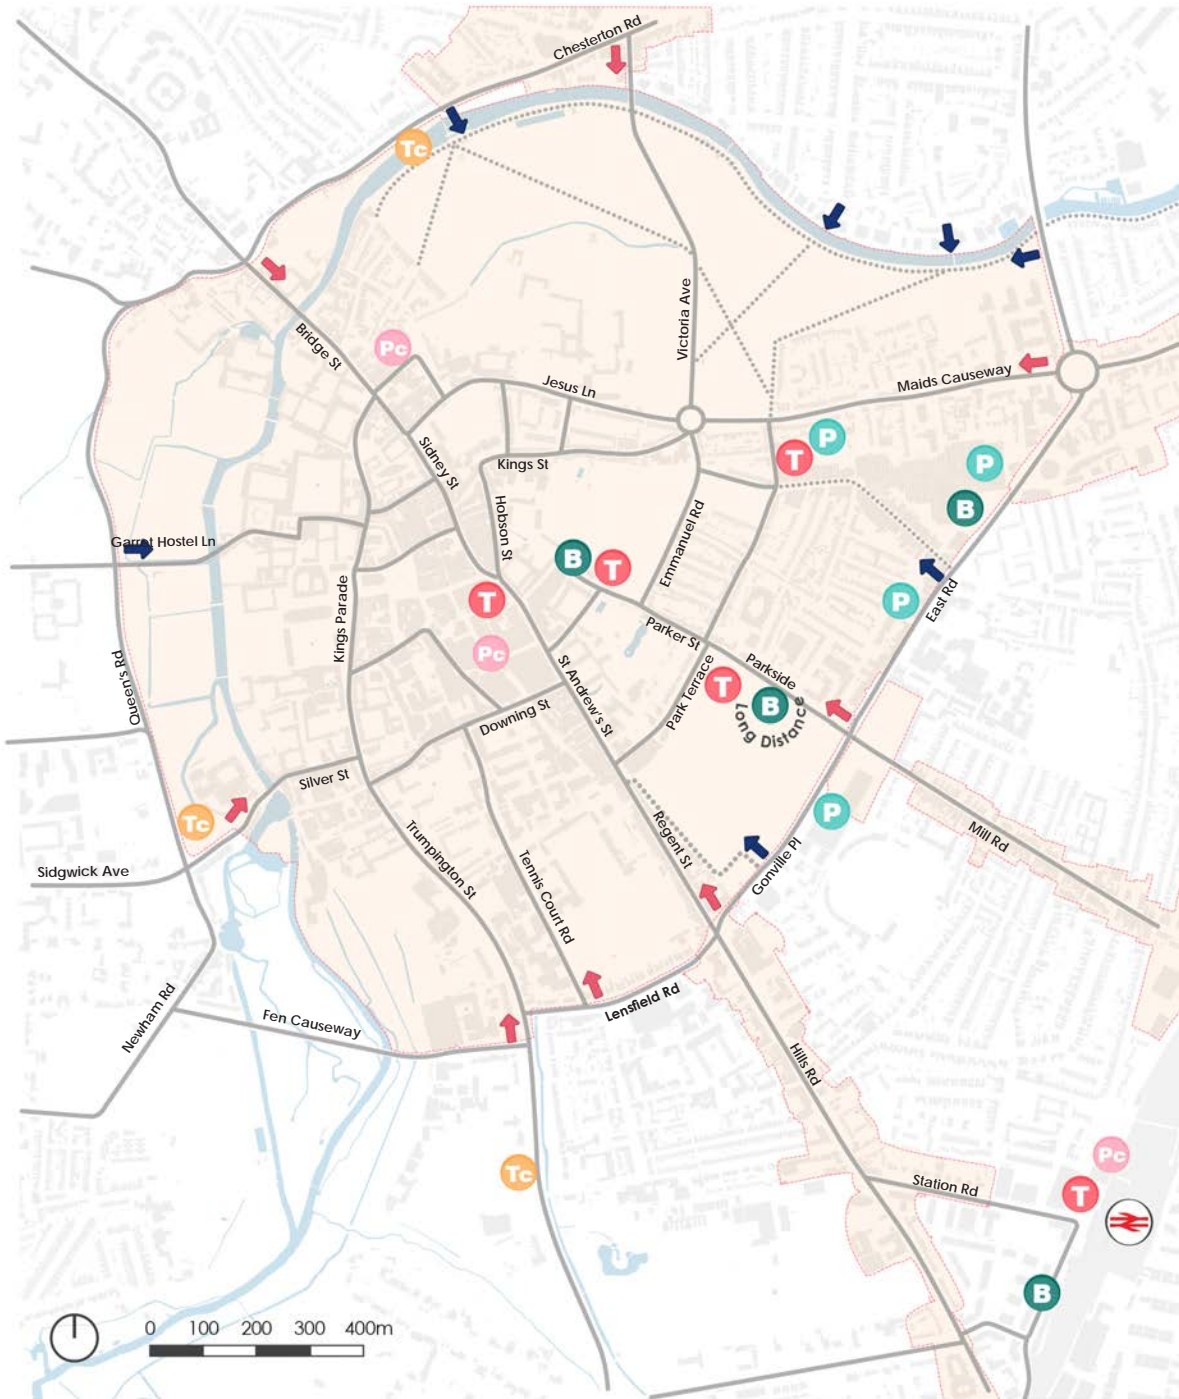 Chesterton Rd
Tc
Bridge St
Pc
Victoria Ave
Jesus Ln
Maids Causeway
Sidney St
Kings St
T
P
P
B
Hobson St
Emmanuel Rd
Garret Hostel Ln
B
T
T
P
East Rd
Kings Parade
Parker St
Pc
Parkside
Queen's Rd
St Andrew's St
Park Terrace
T
B
Long Distance
Downing St
Silver St
Tc
P
Mill Rd
Regent St
Gonville Pl
Trumpington St
Sidgwick Ave
Tennis Court Rd
Newham Rd
Fen Causeway
Lensfield Rd
Hills Rd
Tc
Station Rd
Pc
T
B
0 100 200 300 400m